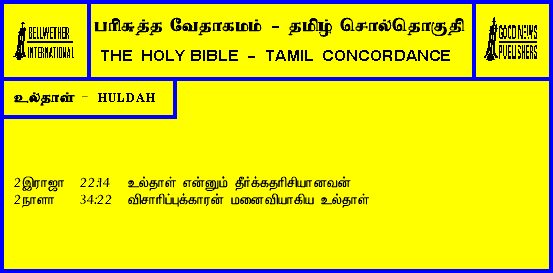 BELLWETHER
INTERNATIONAL
பரிசுத்த வேதாகமம் - தமிழ் சொல்தொகுதி
THE HOLY BIBLE - TAMIL CONCORDANCE
GOOD NEWS
PUBLISHERS
உல்தாள் - HULDAH
2இராஜா 22:14 உல்தாள் என்னும் தீர்க்கதரிசியானவன்
2நாளா 34:22 விசாரிப்புக்காரன் மனைவியாகிய உல்தாள்